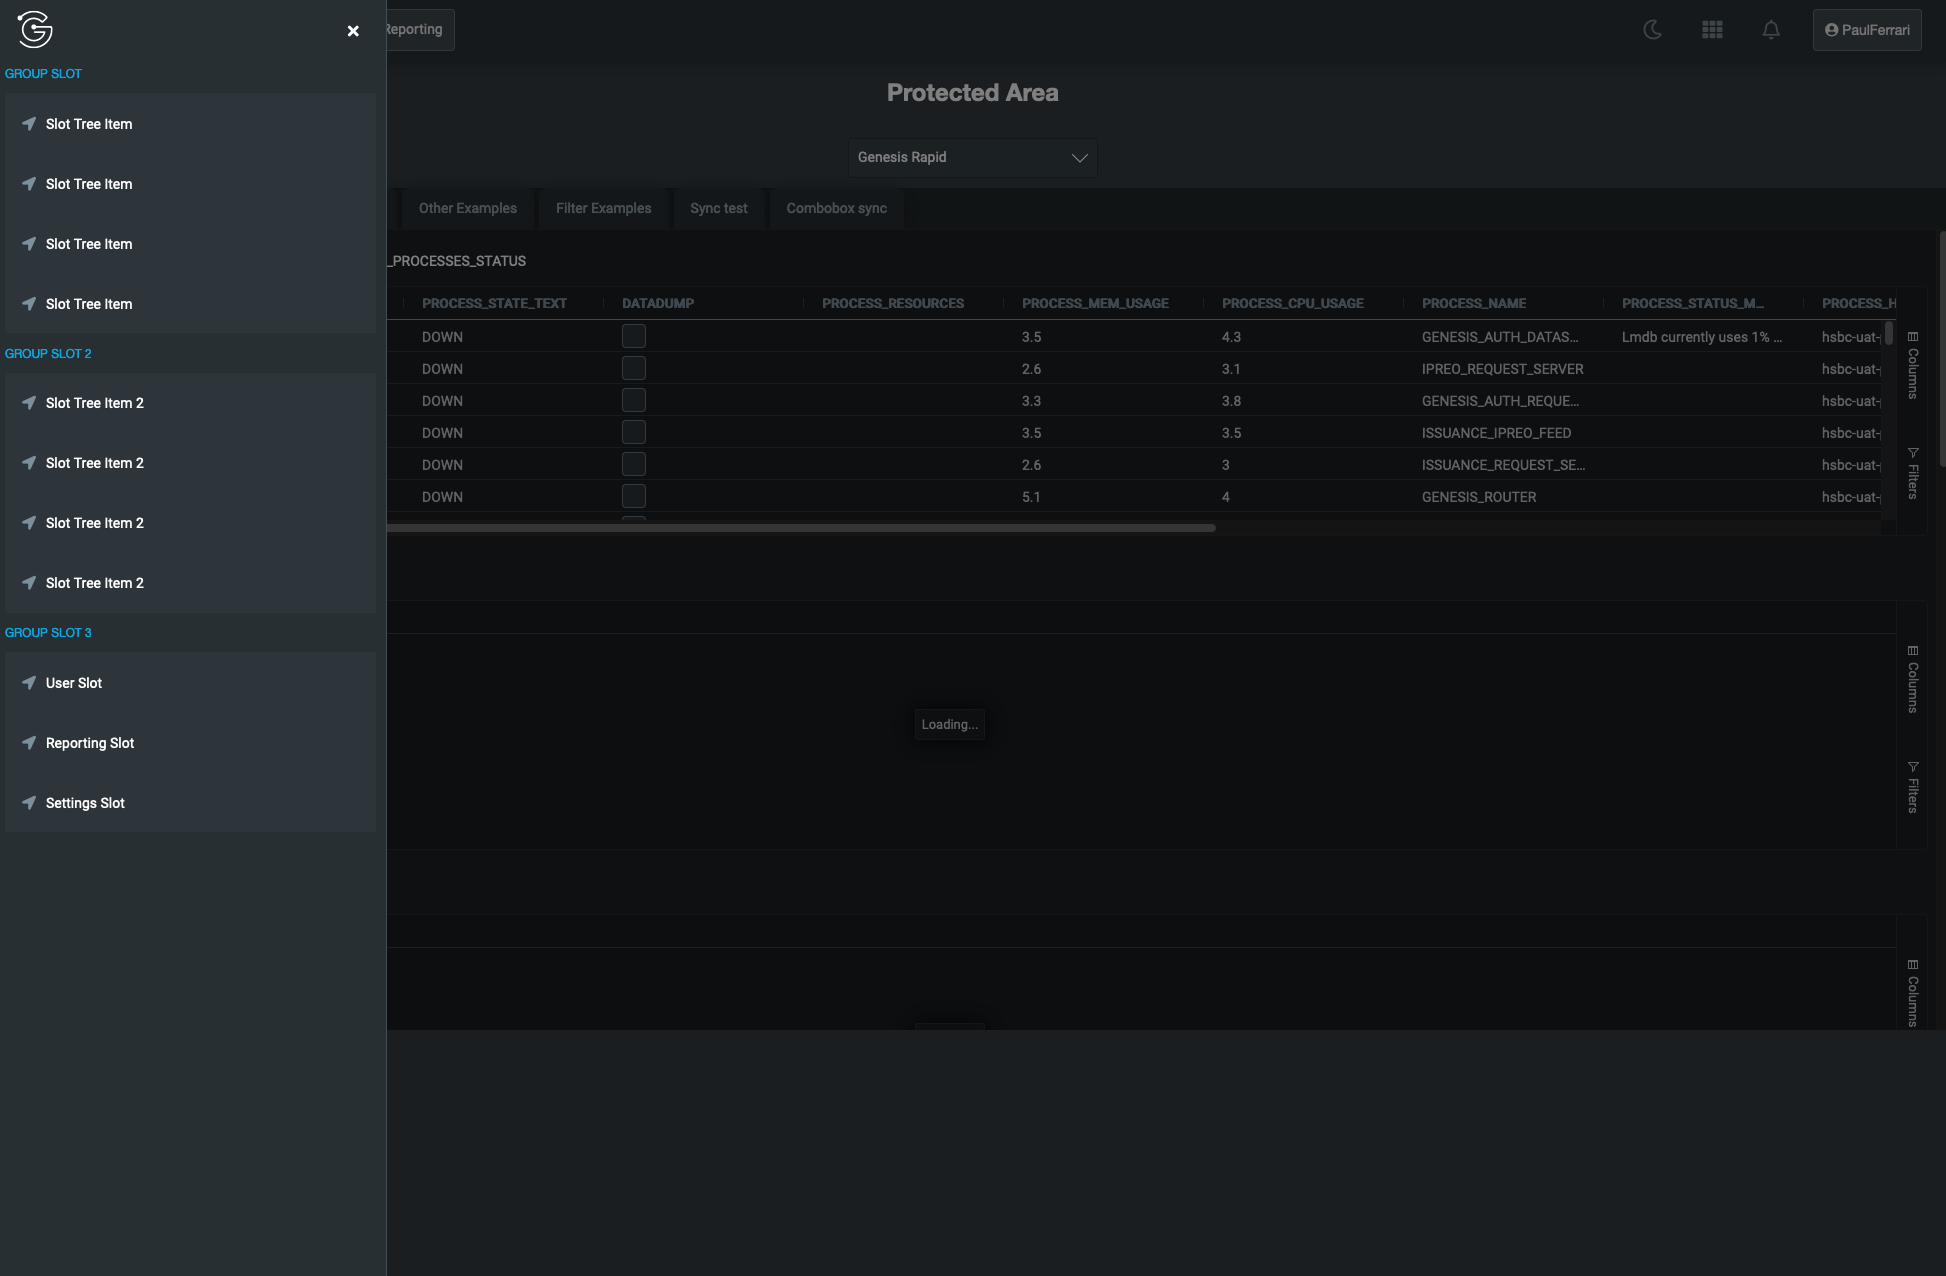 GROUP SLOT
Slot Tree Item
Slot Tree Item
Slot Tree Item
Slot Tree Item
GROUP SLOT 2
Slot Tree Item 2
Slot Tree Item 2
Slot Tree Item 2
Slot Tree Item 2
GROUP SLOT 3
User Slot
Reporting Slot
Settings Slot
Reporting
PaulFerrari
Protected Area
Genesis Rapid
Other Examples Filter Examples Sync test Combobox sync
_PROCESSES_STATUS
PROCESS_STATE_TEXT DATADUMP PROCESS_RESOURCES PROCESS_MEM_USAGE PROCESS_CPU_USAGE PROCESS_NAME PROCESS_STATUS_M... PROCESS_H
DOWN 3.5 4.3 GENESIS_AUTH_DATAS... Lmdb currently uses 1% ... hsbc-uat-
DOWN 2.6 3.1 IPREO_REQUEST_SERVER hsbc-uat-
DOWN 3.3 3.8 GENESIS_AUTH_REQUE... hsbc-uat-
DOWN 3.5 3.5 ISSUANCE_IPREO_FEED hsbc-uat-
DOWN 2.6 3 ISSUANCE_REQUEST_SE... hsbc-uat-
DOWN 5.1 4 GENESIS_ROUTER hsbc-uat-
Columns
Filters
Loading...
Columns
Filters
Columns